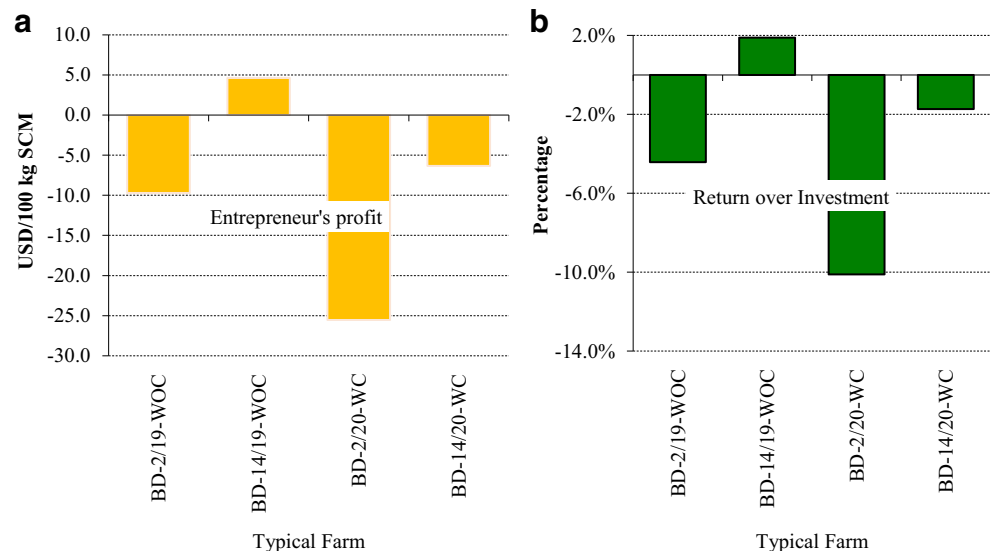 a
10.0
5.0
0.0
-5.0
-10.0
-15.0
-20.0
-25.0
-30.0
USD/100 kg SCM
Entrepreneur's profit
BD-2/19-WOC
BD-14/19-WOC
BD-2/20-WC
BD-14/20-WC
Typical Farm
b
2.0%
-2.0%
-6.0%
-10.0%
-14.0%
Percentage
Return over Investment
BD-2/19-WOC
BD-14/19-WOC
BD-2/20-WC
BD-14/20-WC
Typical Farm